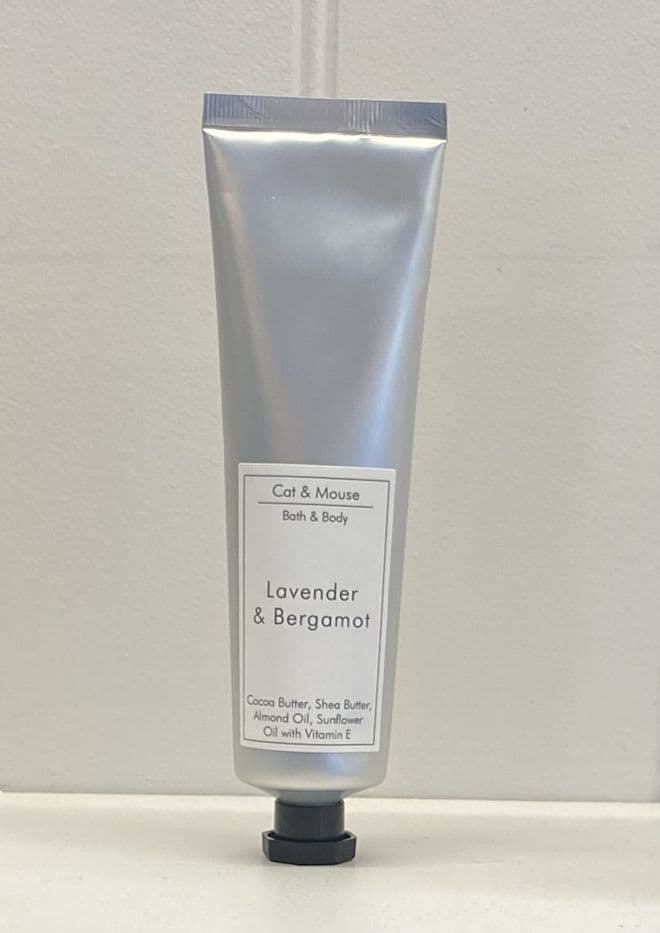 Cat & Mouse
Bath & Body
Lavender
& Bergamot
Cocoa Butter, Shea Butter,
Almond Oil, Sunflower
Oil with Vitamin E